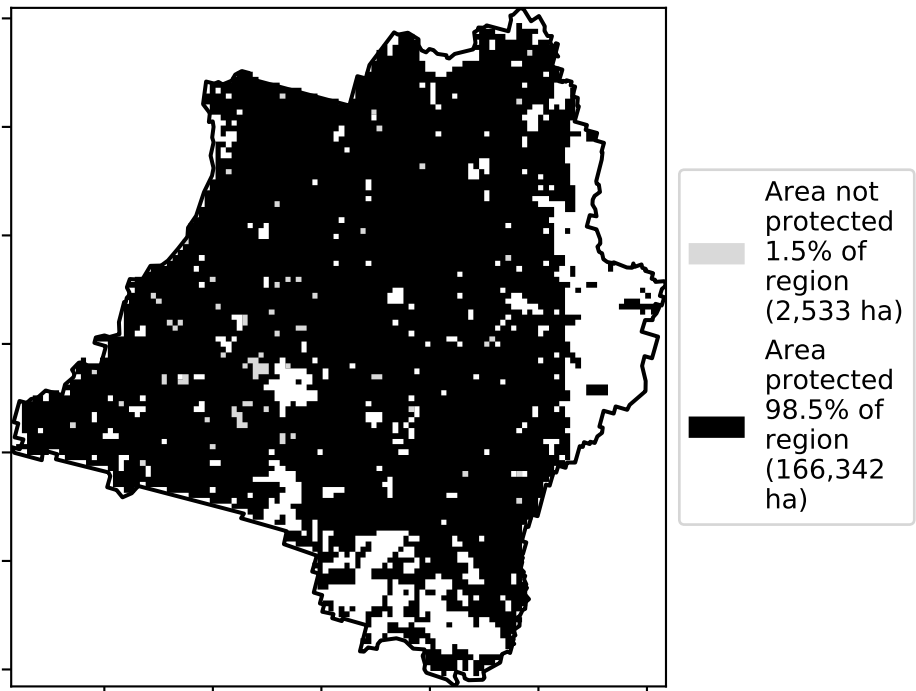 Area not
protected
1.5% of
region
(2,533 ha)
Area
protected
98.5% of
region
(166,342
ha)